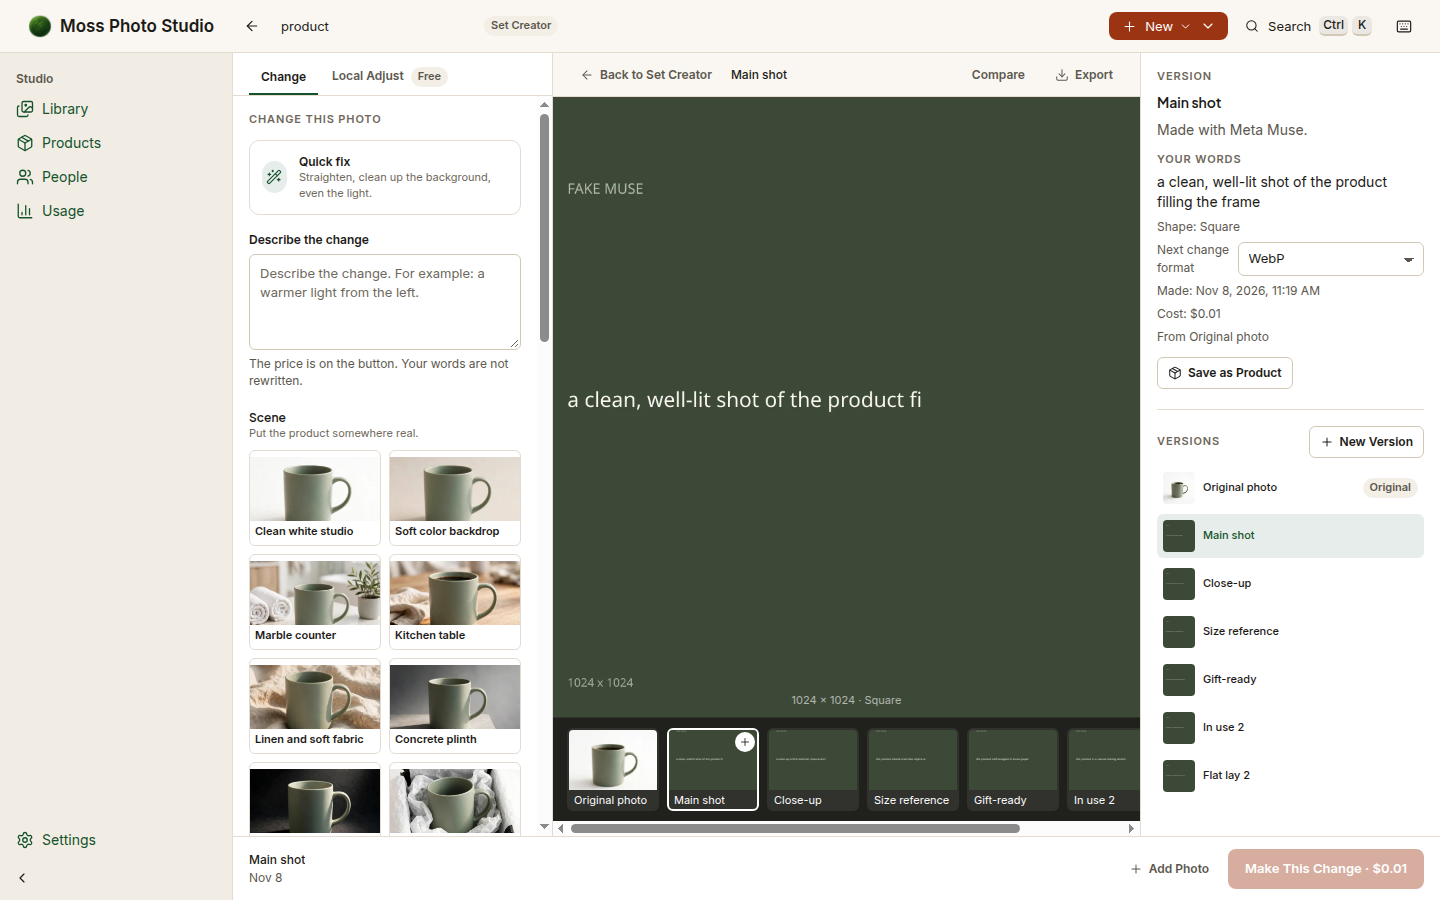 Moss Photo Studio
product
Set Creator
New
Search Ctrl K
Studio
Library
Products
People
Usage
Settings
Change
Local Adjust Free
CHANGE THIS PHOTO
Quick fix
Straighten, clean up the background,
even the light.
Describe the change
Describe the change. For example: a
warmer light from the left.
The price is on the button. Your words are not
rewritten.
Scene
Put the product somewhere real.
Clean white studio
Soft color backdrop
Marble counter
Kitchen table
Linen and soft fabric
Concrete plinth
Back to Set Creator
Main shot
Compare
Export
FAKE MUSE
a clean, well-lit shot of the product fi
1024 x 1024
1024 × 1024 · Square
Original photo
Main shot
Close-up
Size reference
Gift-ready
In use 2
VERSION
Main shot
Made with Meta Muse.
YOUR WORDS
a clean, well-lit shot of the product
filling the frame
Shape: Square
Next change
format
WebP
Made: Nov 8, 2026, 11:19 AM
Cost: $0.01
From Original photo
Save as Product
VERSIONS
New Version
Original photo
Original
Main shot
Close-up
Size reference
Gift-ready
In use 2
Flat lay 2
Main shot
Nov 8
Add Photo
Make This Change · $0.01